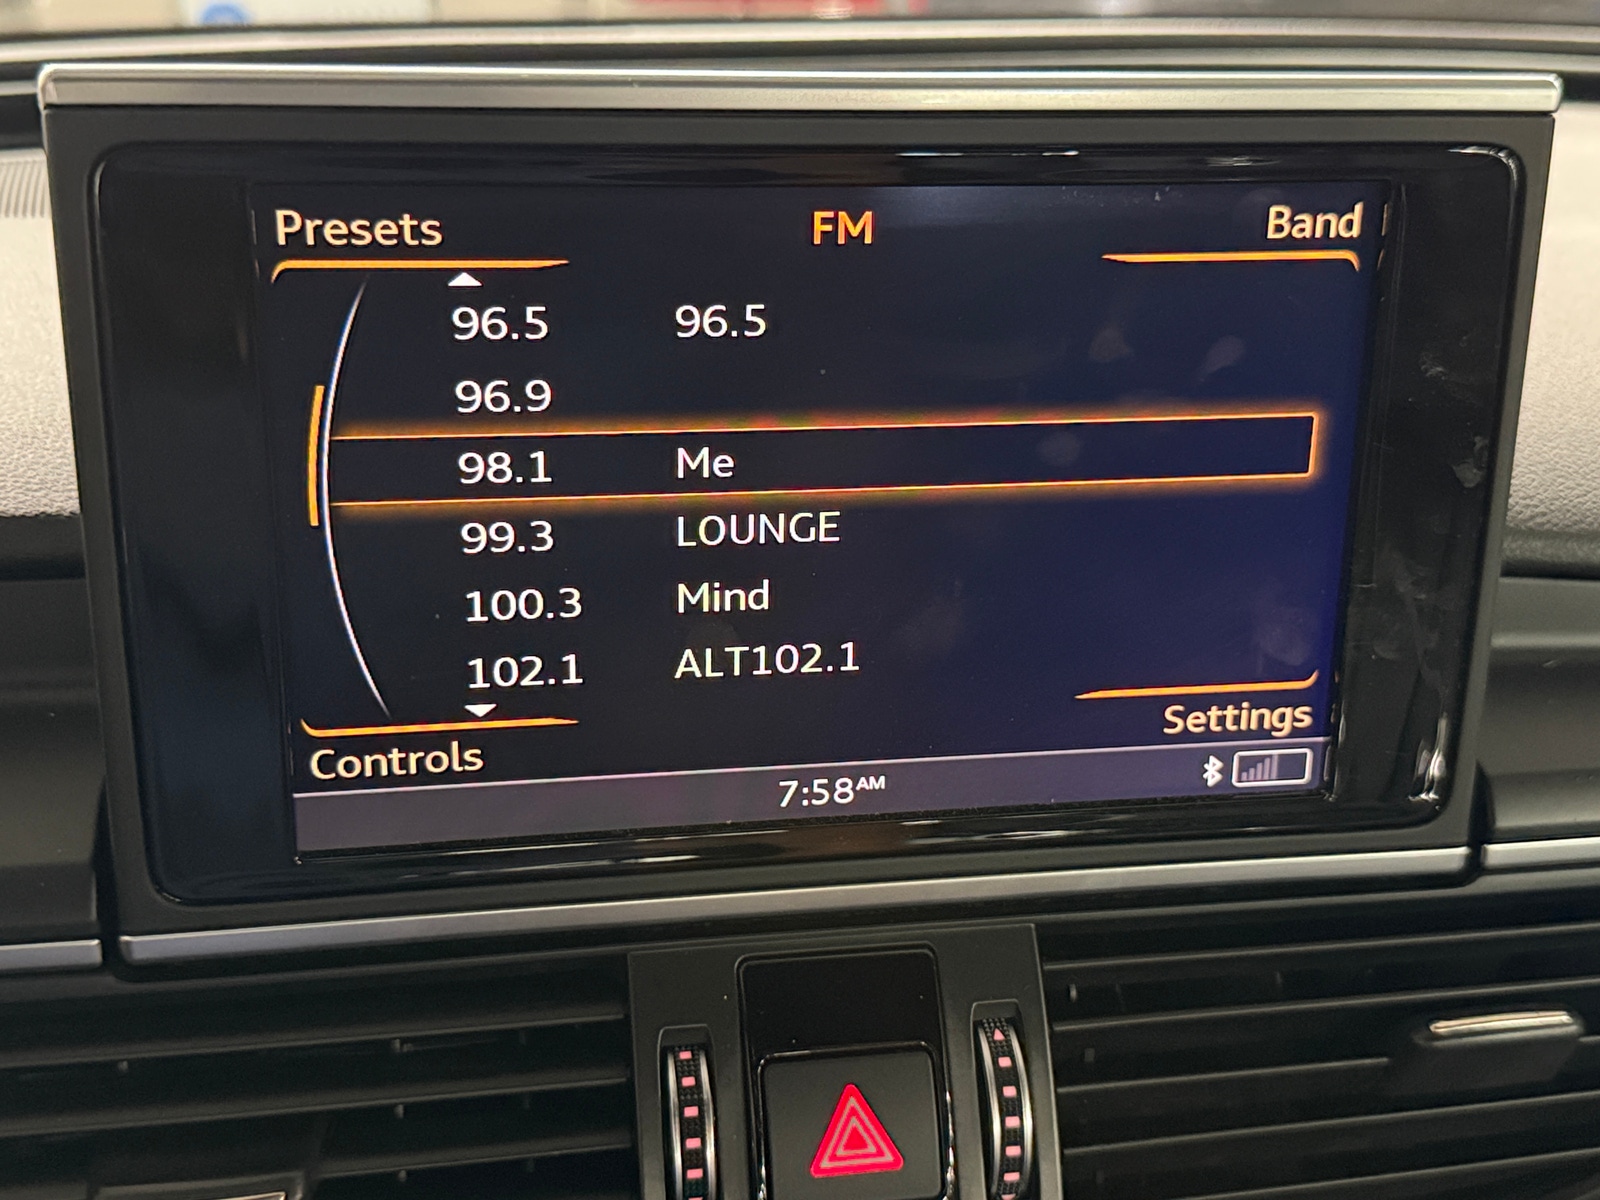 Presets FM Band
96.5 96.5
96.9
98.1 Me
99.3 LOUNGE
100.3 Mind
102.1 ALT102.1
Settings
Controls
7:58AM